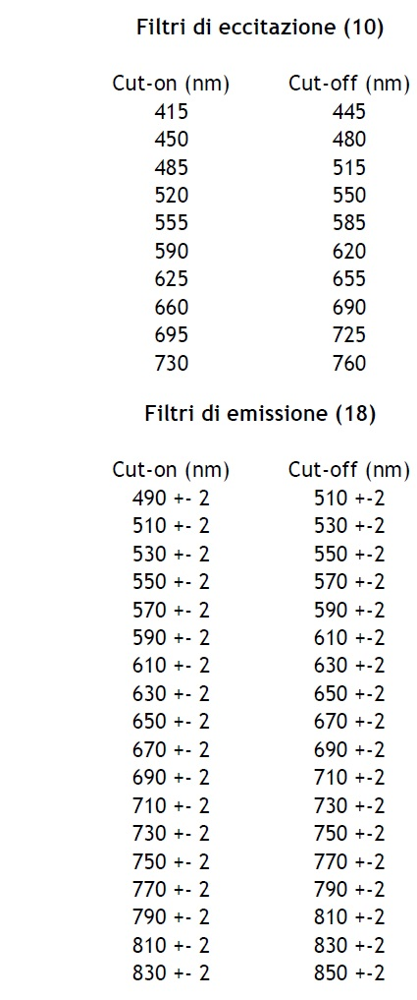 Filtri di eccitazione (10)
Cut-on (nm) Cut-off (nm)
415 445
450 480
485 515
520 550
555 585
590 620
625 655
660 690
695 725
730 760
Filtri di emissione (18)
Cut-on (nm) Cut-off (nm)
490 +- 2 510 +-2
510 +- 2 530 +-2
530 +- 2 550 +-2
550 +- 2 570 +-2
570 +- 2 590 +-2
590 +- 2 610 +-2
610 +- 2 630 +-2
630 +- 2 650 +-2
650 +- 2 670 +-2
670 +- 2 690 +-2
690 +- 2 710 +-2
710 +- 2 730 +-2
730 +- 2 750 +-2
750 +- 2 770 +-2
770 +- 2 790 +-2
790 +- 2 810 +-2
810 +- 2 830 +-2
830 +- 2 850 +-2